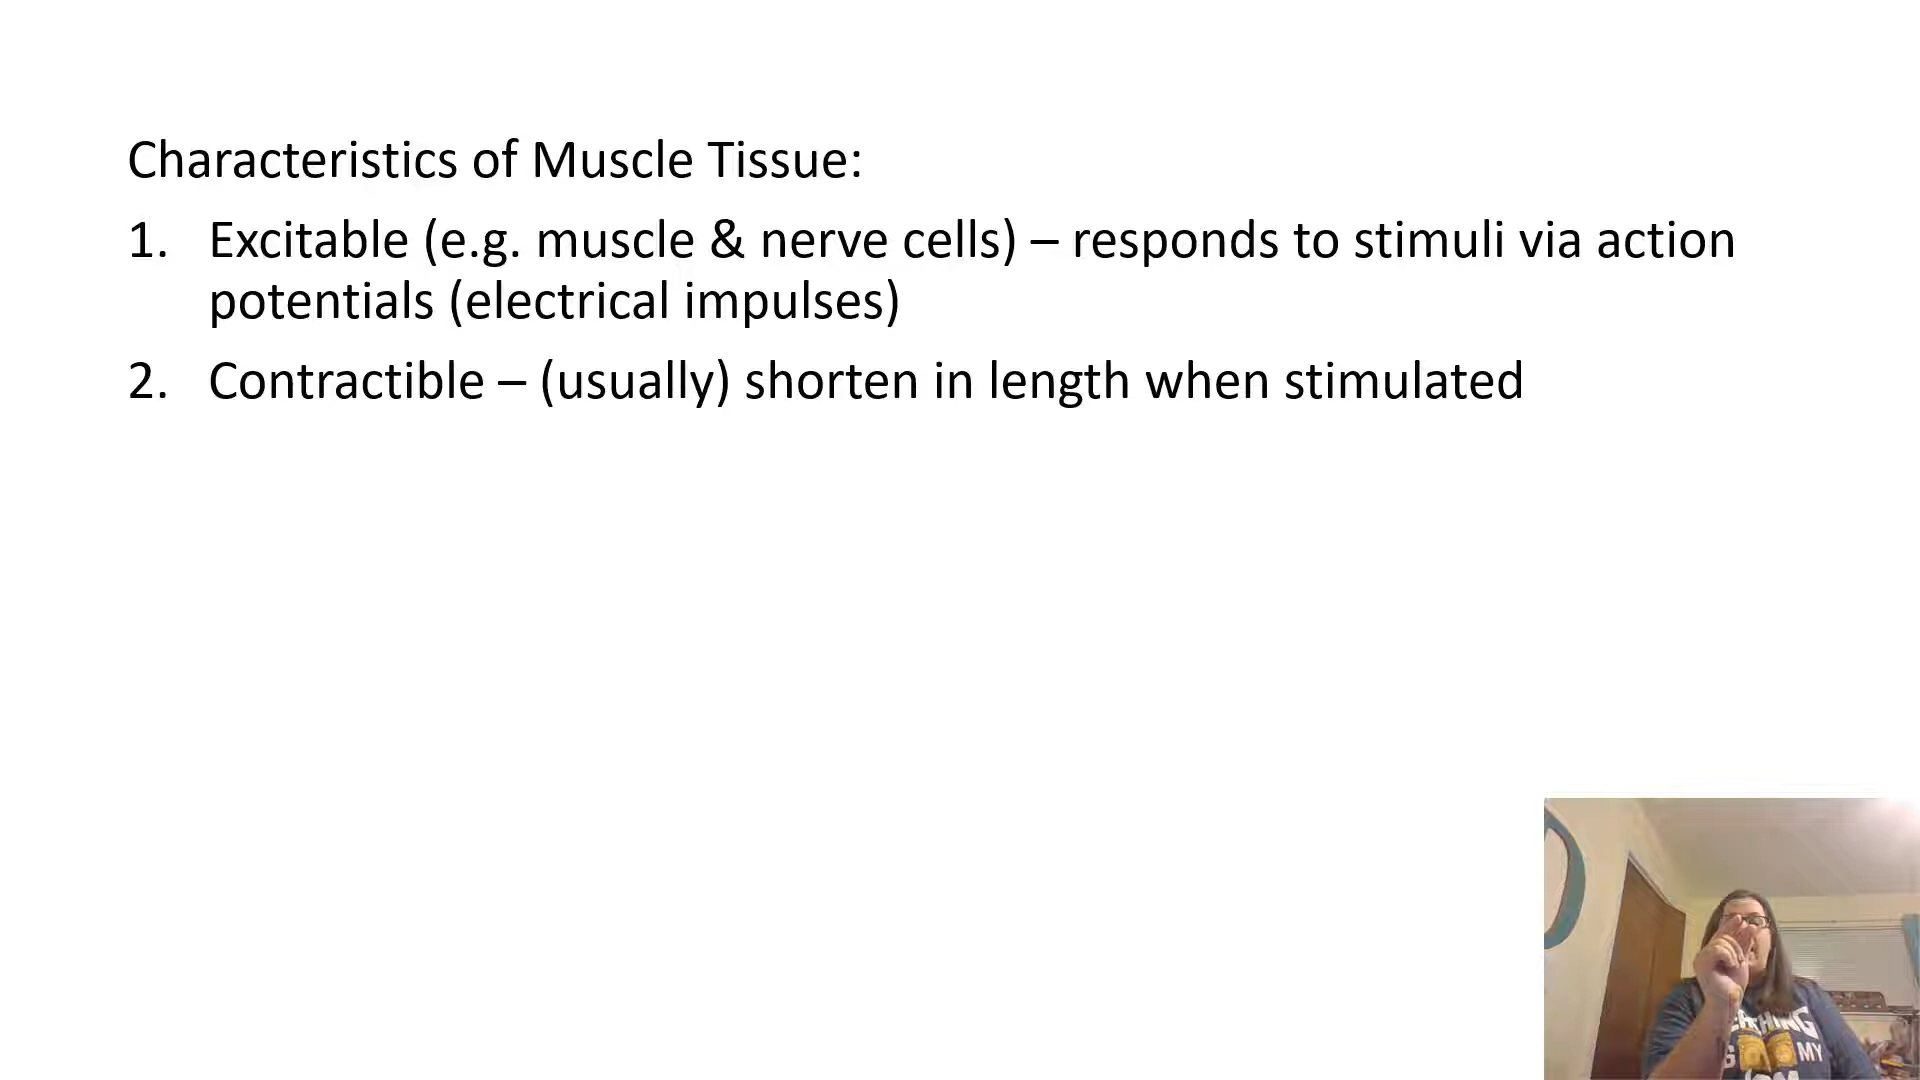 Characteristics of Muscle Tissue:
1. Excitable (e.g. muscle & nerve cells) – responds to stimuli via action
potentials (electrical impulses)
2. Contractible – (usually) shorten in length when stimulated
MY